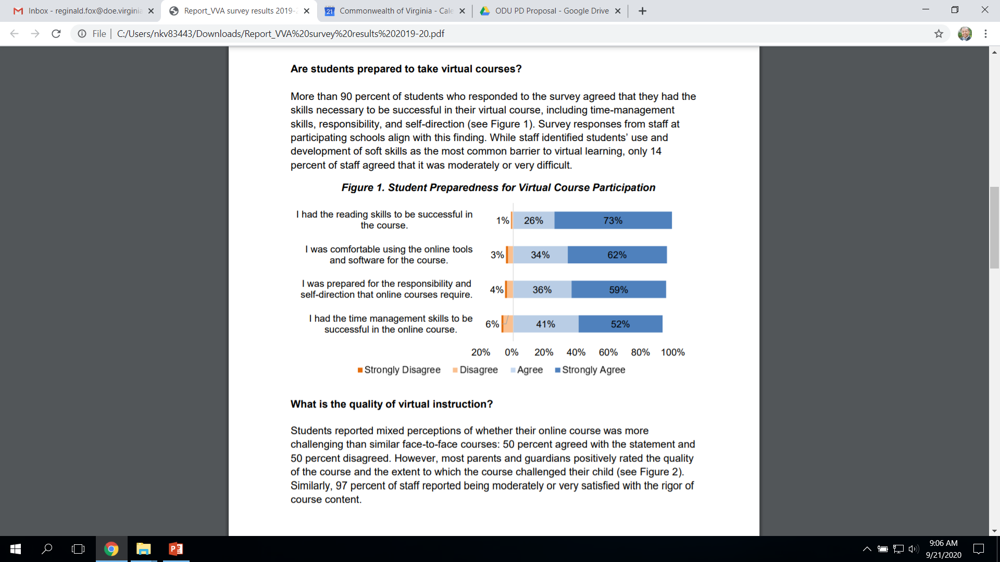 Inbox - reginald.fox@doe.virginia
Report_VVA survey results 2019-2
21
Commonwealth of Virginia - Cale
ODU PD Proposal - Google Drive
File | C:/Users/nkv83443/Downloads/Report_VVA%20survey%20results%202019-20.pdf
Are students prepared to take virtual courses?
More than 90 percent of students who responded to the survey agreed that they had the
skills necessary to be successful in their virtual course, including time-management
skills, responsibility, and self-direction (see Figure 1). Survey responses from staff at
participating schools align with this finding. While staff identified students’ use and
development of soft skills as the most common barrier to virtual learning, only 14
percent of staff agreed that it was moderately or very difficult.
Figure 1. Student Preparedness for Virtual Course Participation
I had the reading skills to be successful in
the course.
1% 26% 73%
I was comfortable using the online tools
and software for the course.
3% 34% 62%
I was prepared for the responsibility and
self-direction that online courses require.
4% 36% 59%
I had the time management skills to be
successful in the online course.
6% 41% 52%
20% 0% 20% 40% 60% 80% 100%
Strongly Disagree Disagree Agree Strongly Agree
What is the quality of virtual instruction?
Students reported mixed perceptions of whether their online course was more
challenging than similar face-to-face courses: 50 percent agreed with the statement and
50 percent disagreed. However, most parents and guardians positively rated the quality
of the course and the extent to which the course challenged their child (see Figure 2).
Similarly, 97 percent of staff reported being moderately or very satisfied with the rigor of
course content.
9:06 AM
9/21/2020